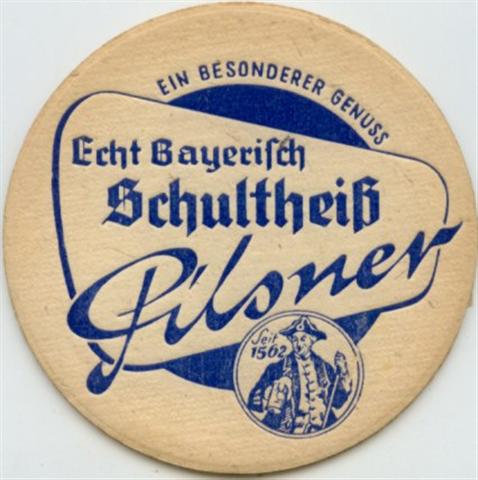 EIN BESONDERER GENUSS
Echt Bayeriſch
Schultheiß
Pilsner
Seit
1562